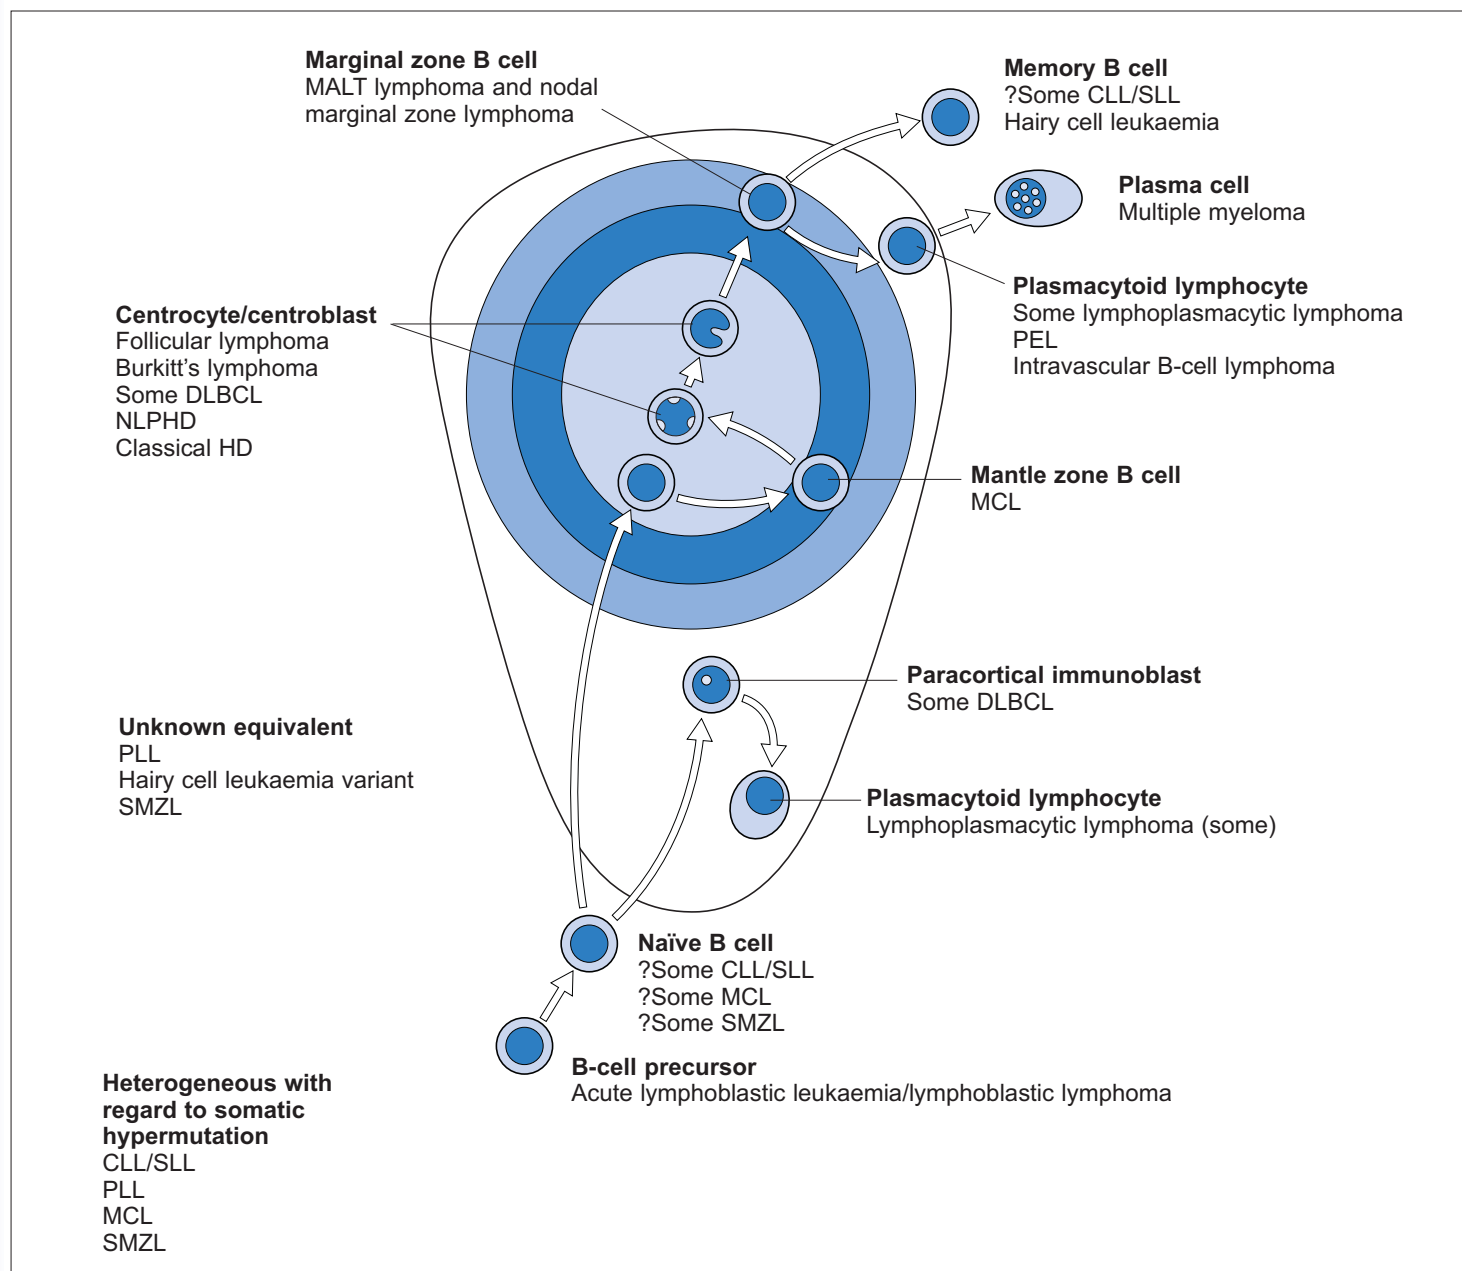 Marginal zone B cell
MALT lymphoma and nodal
marginal zone lymphoma
Memory B cell
?Some CLL/SLL
Hairy cell leukaemia
Plasma cell
Multiple myeloma
Plasmacytoid lymphocyte
Some lymphoplasmacytic lymphoma
PEL
Intravascular B-cell lymphoma
Centrocyte/centroblast
Follicular lymphoma
Burkitt's lymphoma
Some DLBCL
NLPHD
Classical HD
Mantle zone B cell
MCL
Paracortical immunoblast
Some DLBCL
Unknown equivalent
PLL
Hairy cell leukaemia variant
SMZL
Plasmacytoid lymphocyte
Lymphoplasmacytic lymphoma (some)
Naïve B cell
?Some CLL/SLL
?Some MCL
?Some SMZL
B-cell precursor
Acute lymphoblastic leukaemia/lymphoblastic lymphoma
Heterogeneous with
regard to somatic
hypermutation
CLL/SLL
PLL
MCL
SMZL